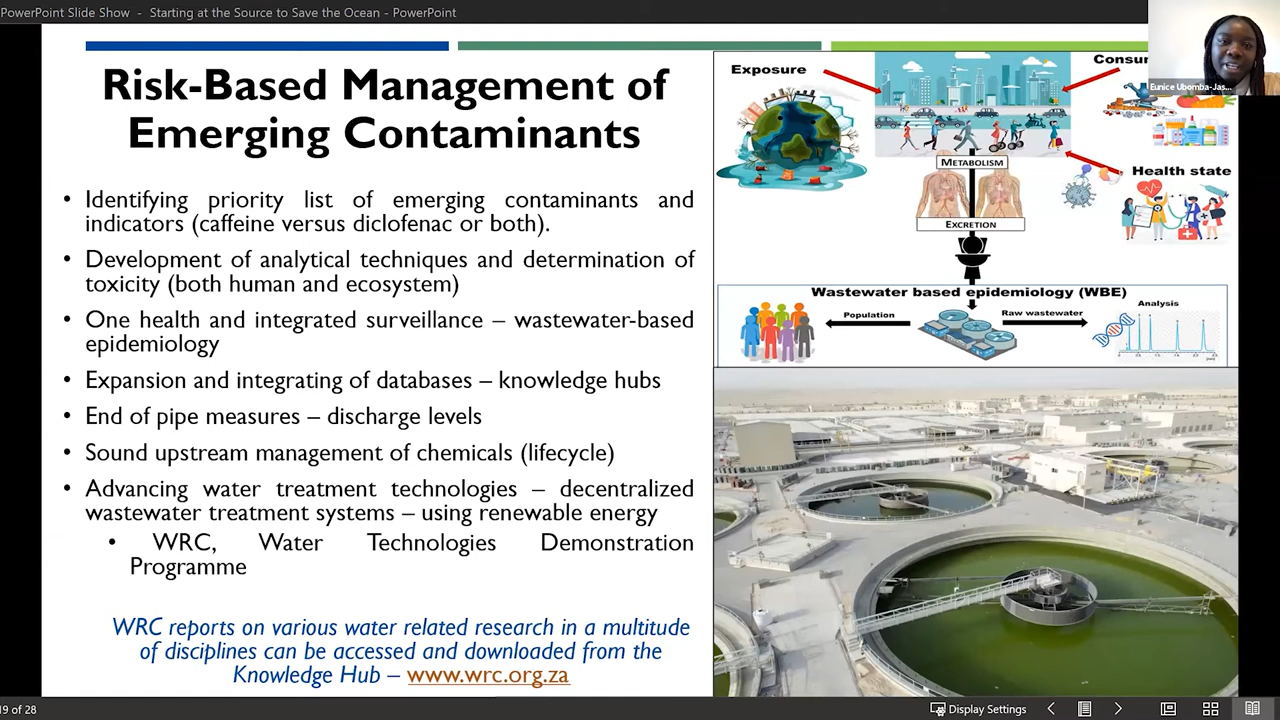 PowerPoint Slide Show - Starting at the Source to Save the Ocean - PowerPoint
Risk-Based Management of
Emerging Contaminants
• Identifying priority list of emerging contaminants and
indicators (caffeine versus diclofenac or both).
• Development of analytical techniques and determination of
toxicity (both human and ecosystem)
• One health and integrated surveillance – wastewater-based
epidemiology
• Expansion and integrating of databases – knowledge hubs
• End of pipe measures – discharge levels
• Sound upstream management of chemicals (lifecycle)
• Advancing water treatment technologies – decentralized
wastewater treatment systems – using renewable energy
• WRC, Water Technologies Demonstration
Programme
WRC reports on various water related research in a multitude
of disciplines can be accessed and downloaded from the
Knowledge Hub – www.wrc.org.za
Exposure
Eunice Ubomba-Jas...
METABOLISM
Health state
EXCRETION
Wastewater based epidemiology (WBE)
Population
Raw wastewater
Analysis
19 of 28
Display Settings